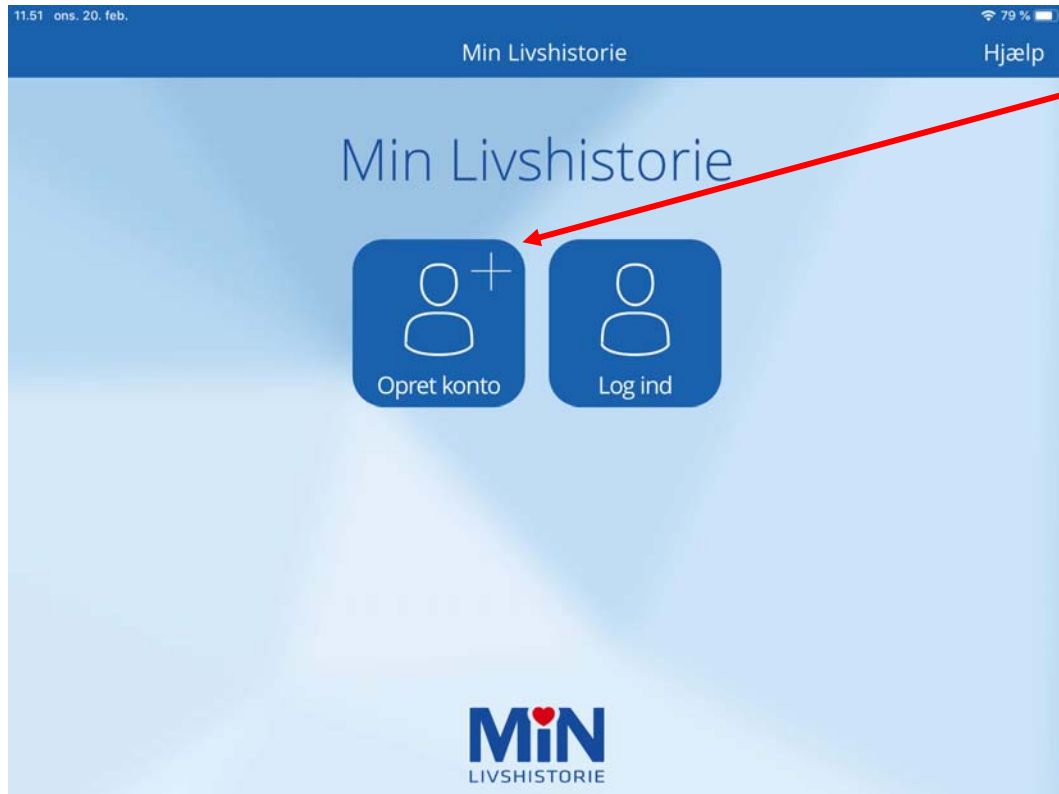 11.51 ons. 20. feb. 79 %
Min Livshistorie Hjælp
Min Livshistorie
Opret konto Log ind
MiN
LIVSHISTORIE